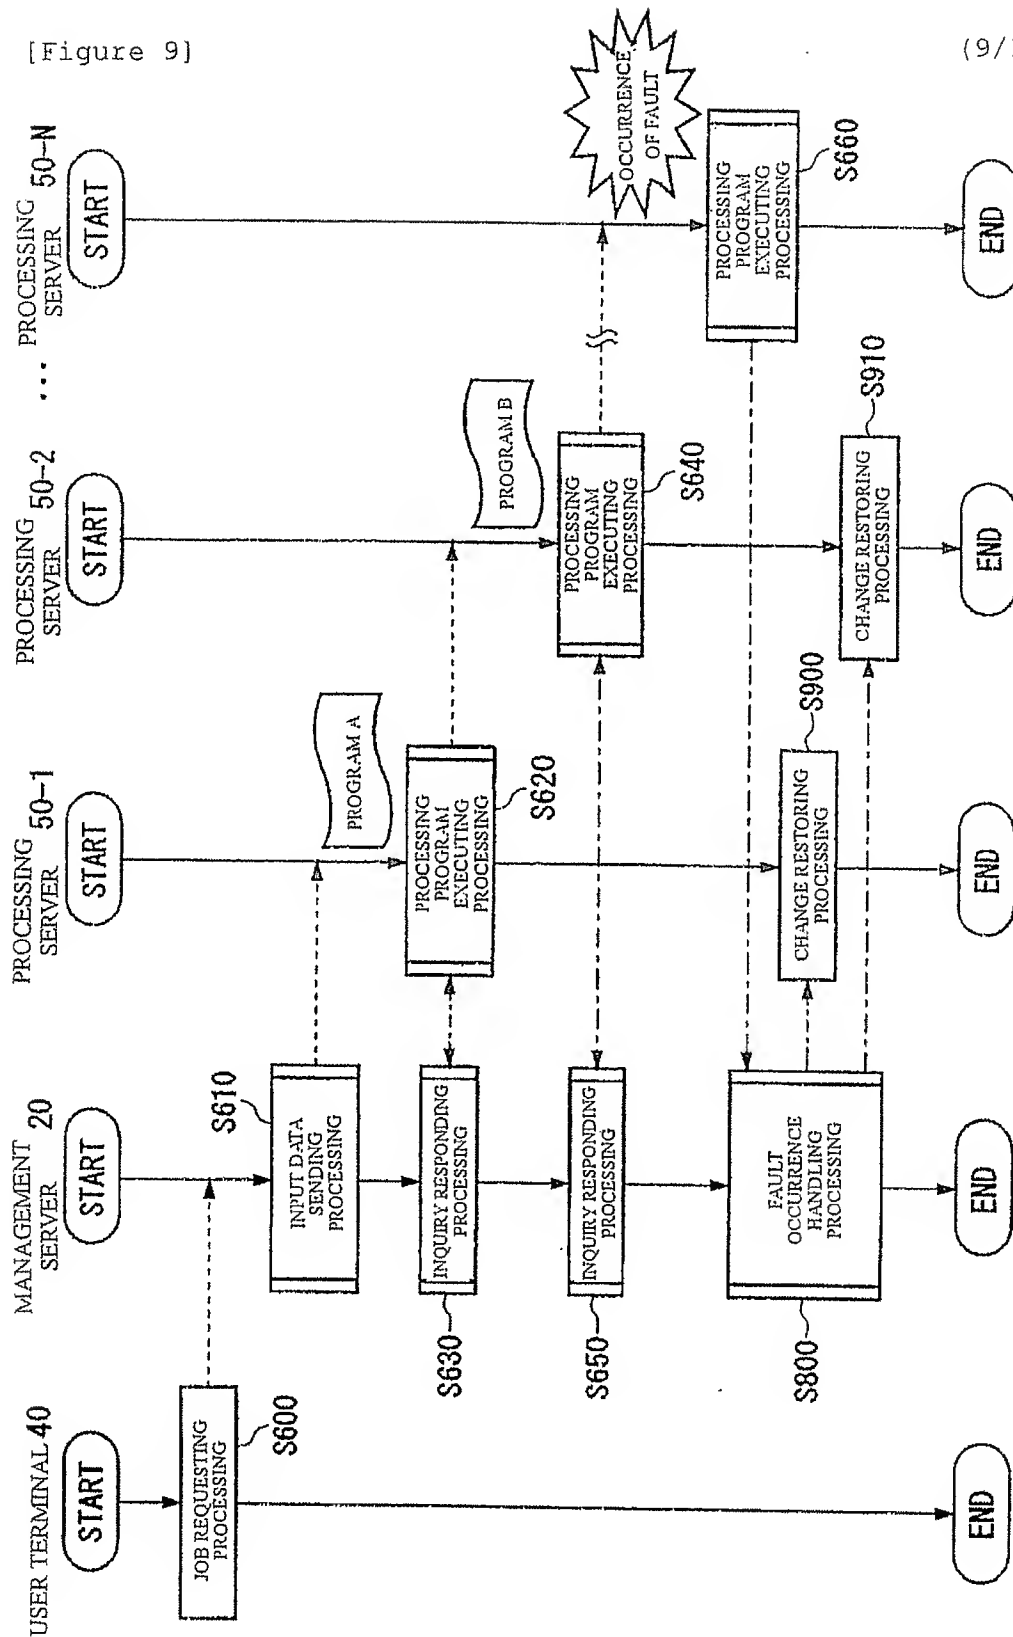 [Figure 9]
(9/
USER TERMINAL 40
START
JOB REQUESTING
PROCESSING
S600
END
MANAGEMENT
SERVER 20
START
INPUT DATA
SENDING
PROCESSING
S610
INQUIRY RESPONDING
PROCESSING
S630
INQUIRY RESPONDING
PROCESSING
S650
FAULT
OCCURRENCE
HANDLING
PROCESSING
S800
END
PROCESSING
SERVER 50-1
START
PROGRAM A
PROCESSING
PROGRAM
EXECUTING
PROCESSING
S620
CHANGE RESTORING
PROCESSING
S900
END
PROCESSING
SERVER 50-2
START
PROGRAM B
PROCESSING
PROGRAM
EXECUTING
PROCESSING
S640
CHANGE RESTORING
PROCESSING
S910
END
...
PROCESSING
SERVER 50-N
START
OCCURRENCE
OF FAULT
PROCESSING
PROGRAM
EXECUTING
PROCESSING
S660
END